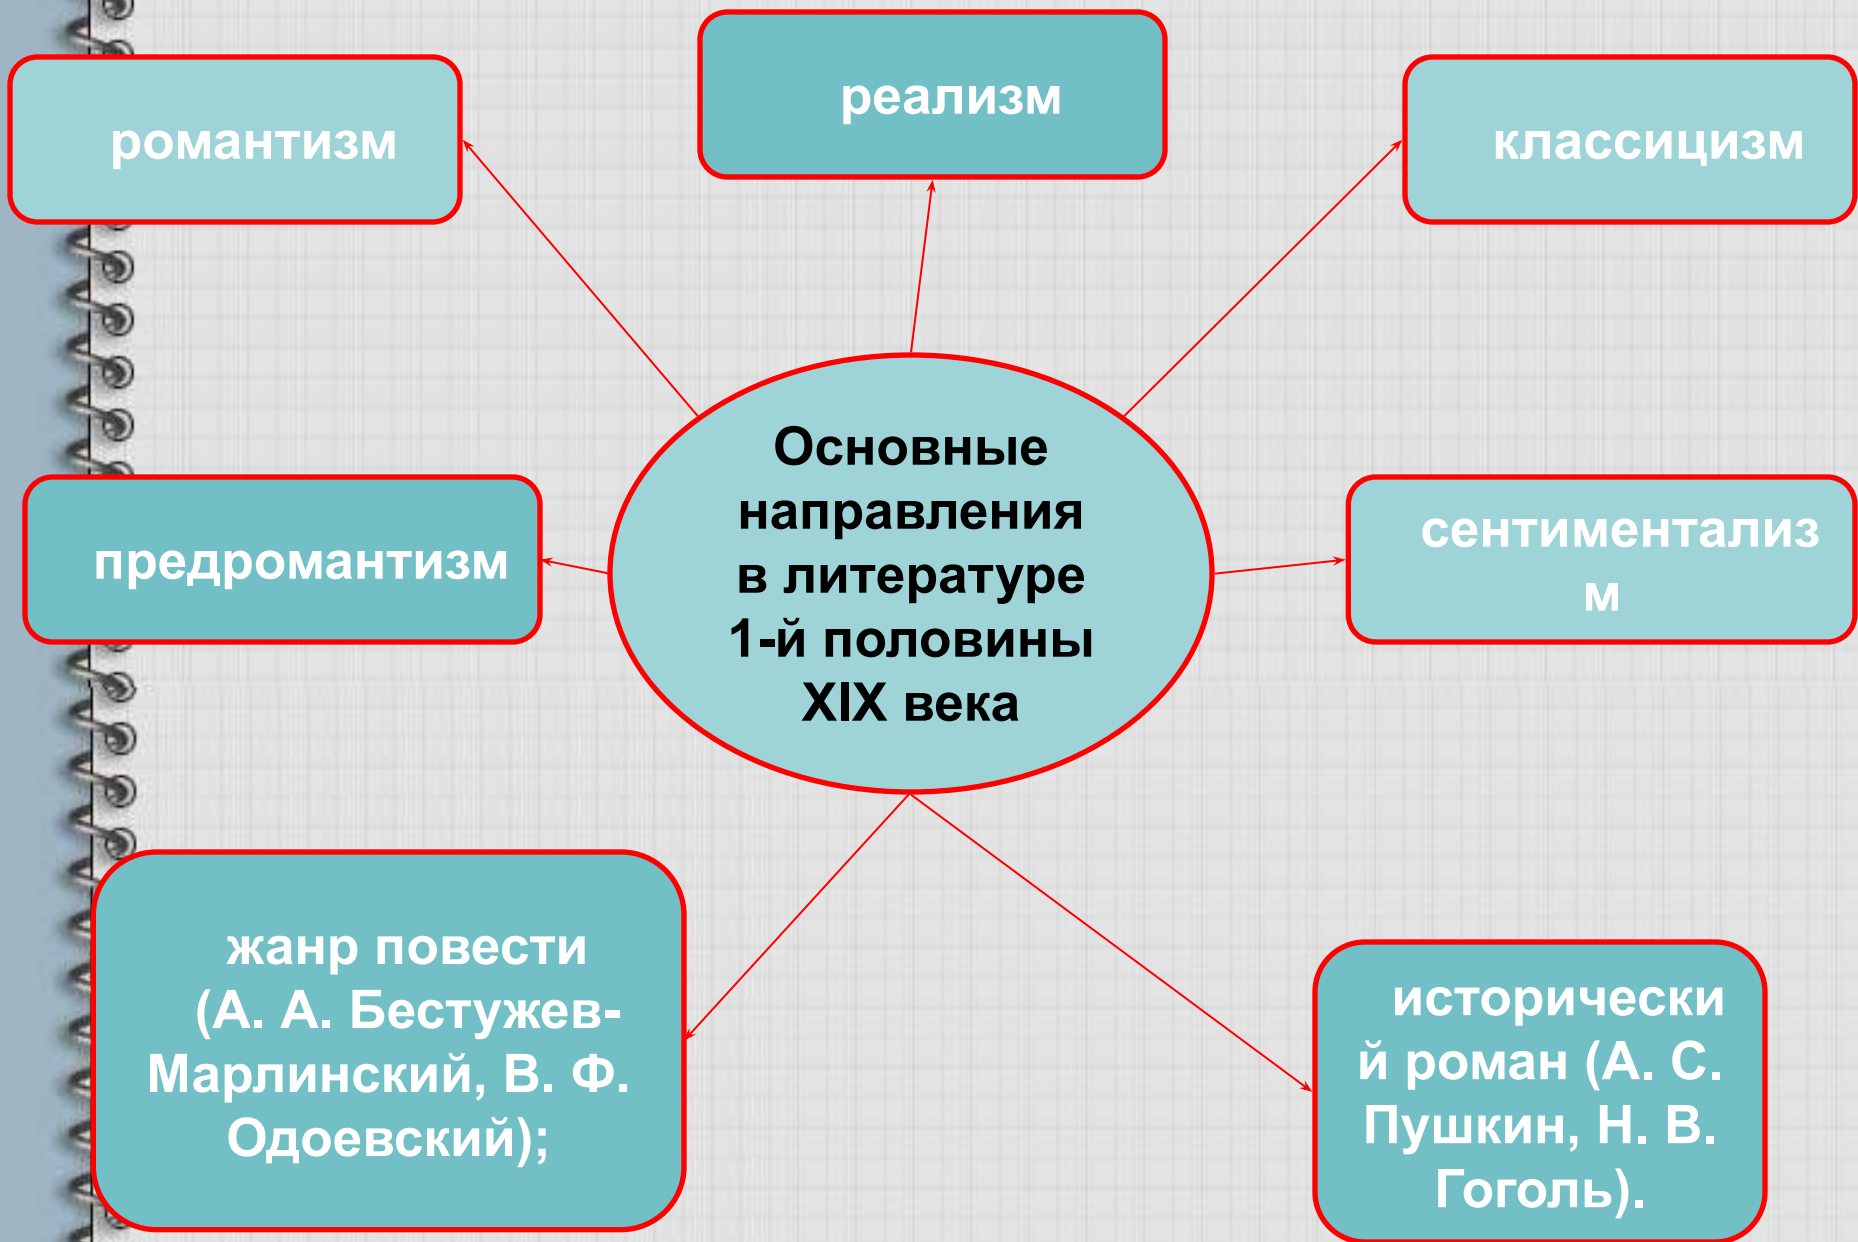 реализм
романтизм
классицизм
Основные
направления
в литературе
1-й половины
XIX века
предромантизм
сентиментализ
м
жанр повести
(А. А. Бестужев-
Марлинский, В. Ф.
Одоевский);
исторически
й роман (А. С.
Пушкин, Н. В.
Гоголь).